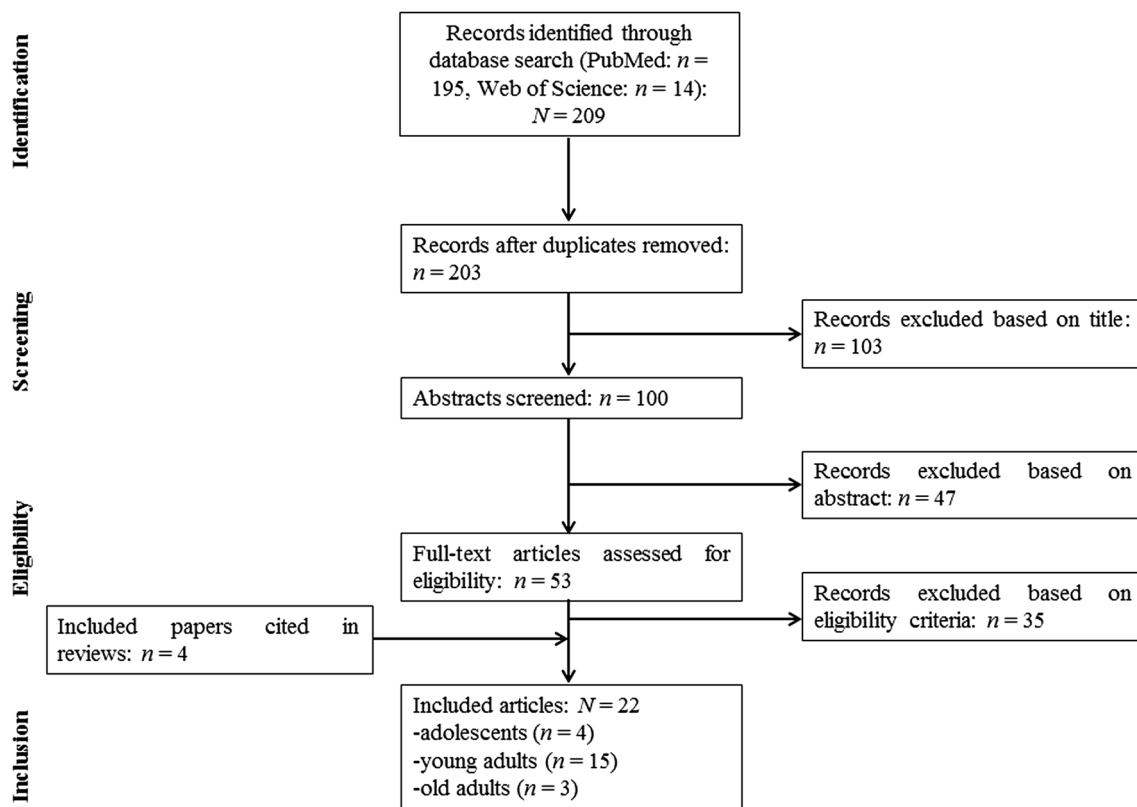 Identification
Records identified through
database search (PubMed: n =
195, Web of Science: n = 14):
N = 209
Records after duplicates removed:
n = 203
Screening
Records excluded based on title:
n = 103
Abstracts screened: n = 100
Records excluded based on
abstract: n = 47
Eligibility
Full-text articles assessed for
eligibility: n = 53
Records excluded based on
eligibility criteria: n = 35
Included papers cited in
reviews: n = 4
Inclusion
Included articles: N = 22
-adolescents (n = 4)
-young adults (n = 15)
-old adults (n = 3)